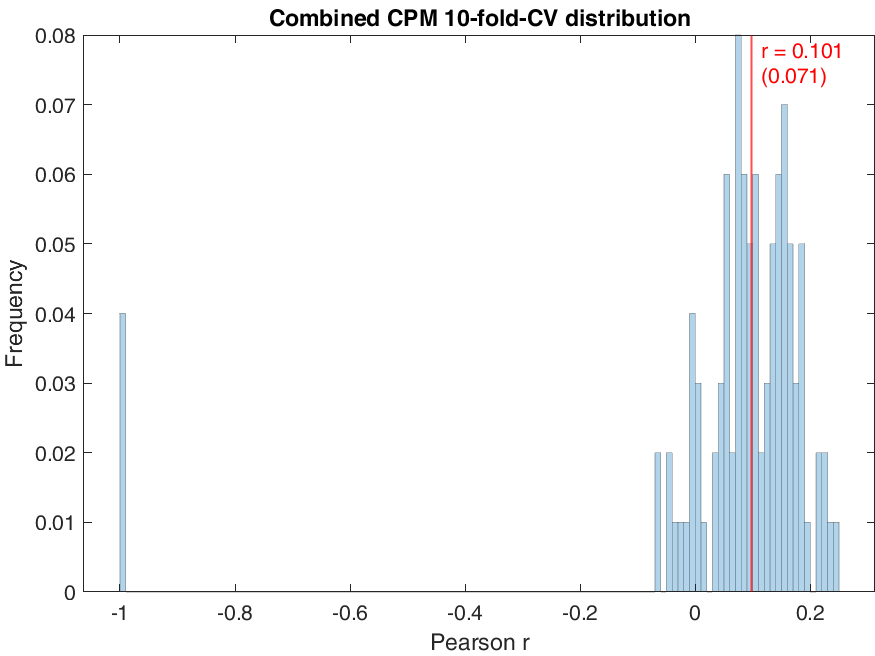 Combined CPM 10-fold-CV distribution
r = 0.101
(0.071)
Frequency
0.08
0.07
0.06
0.05
0.04
0.03
0.02
0.01
0
-1 -0.8 -0.6 -0.4 -0.2 0 0.2
Pearson r